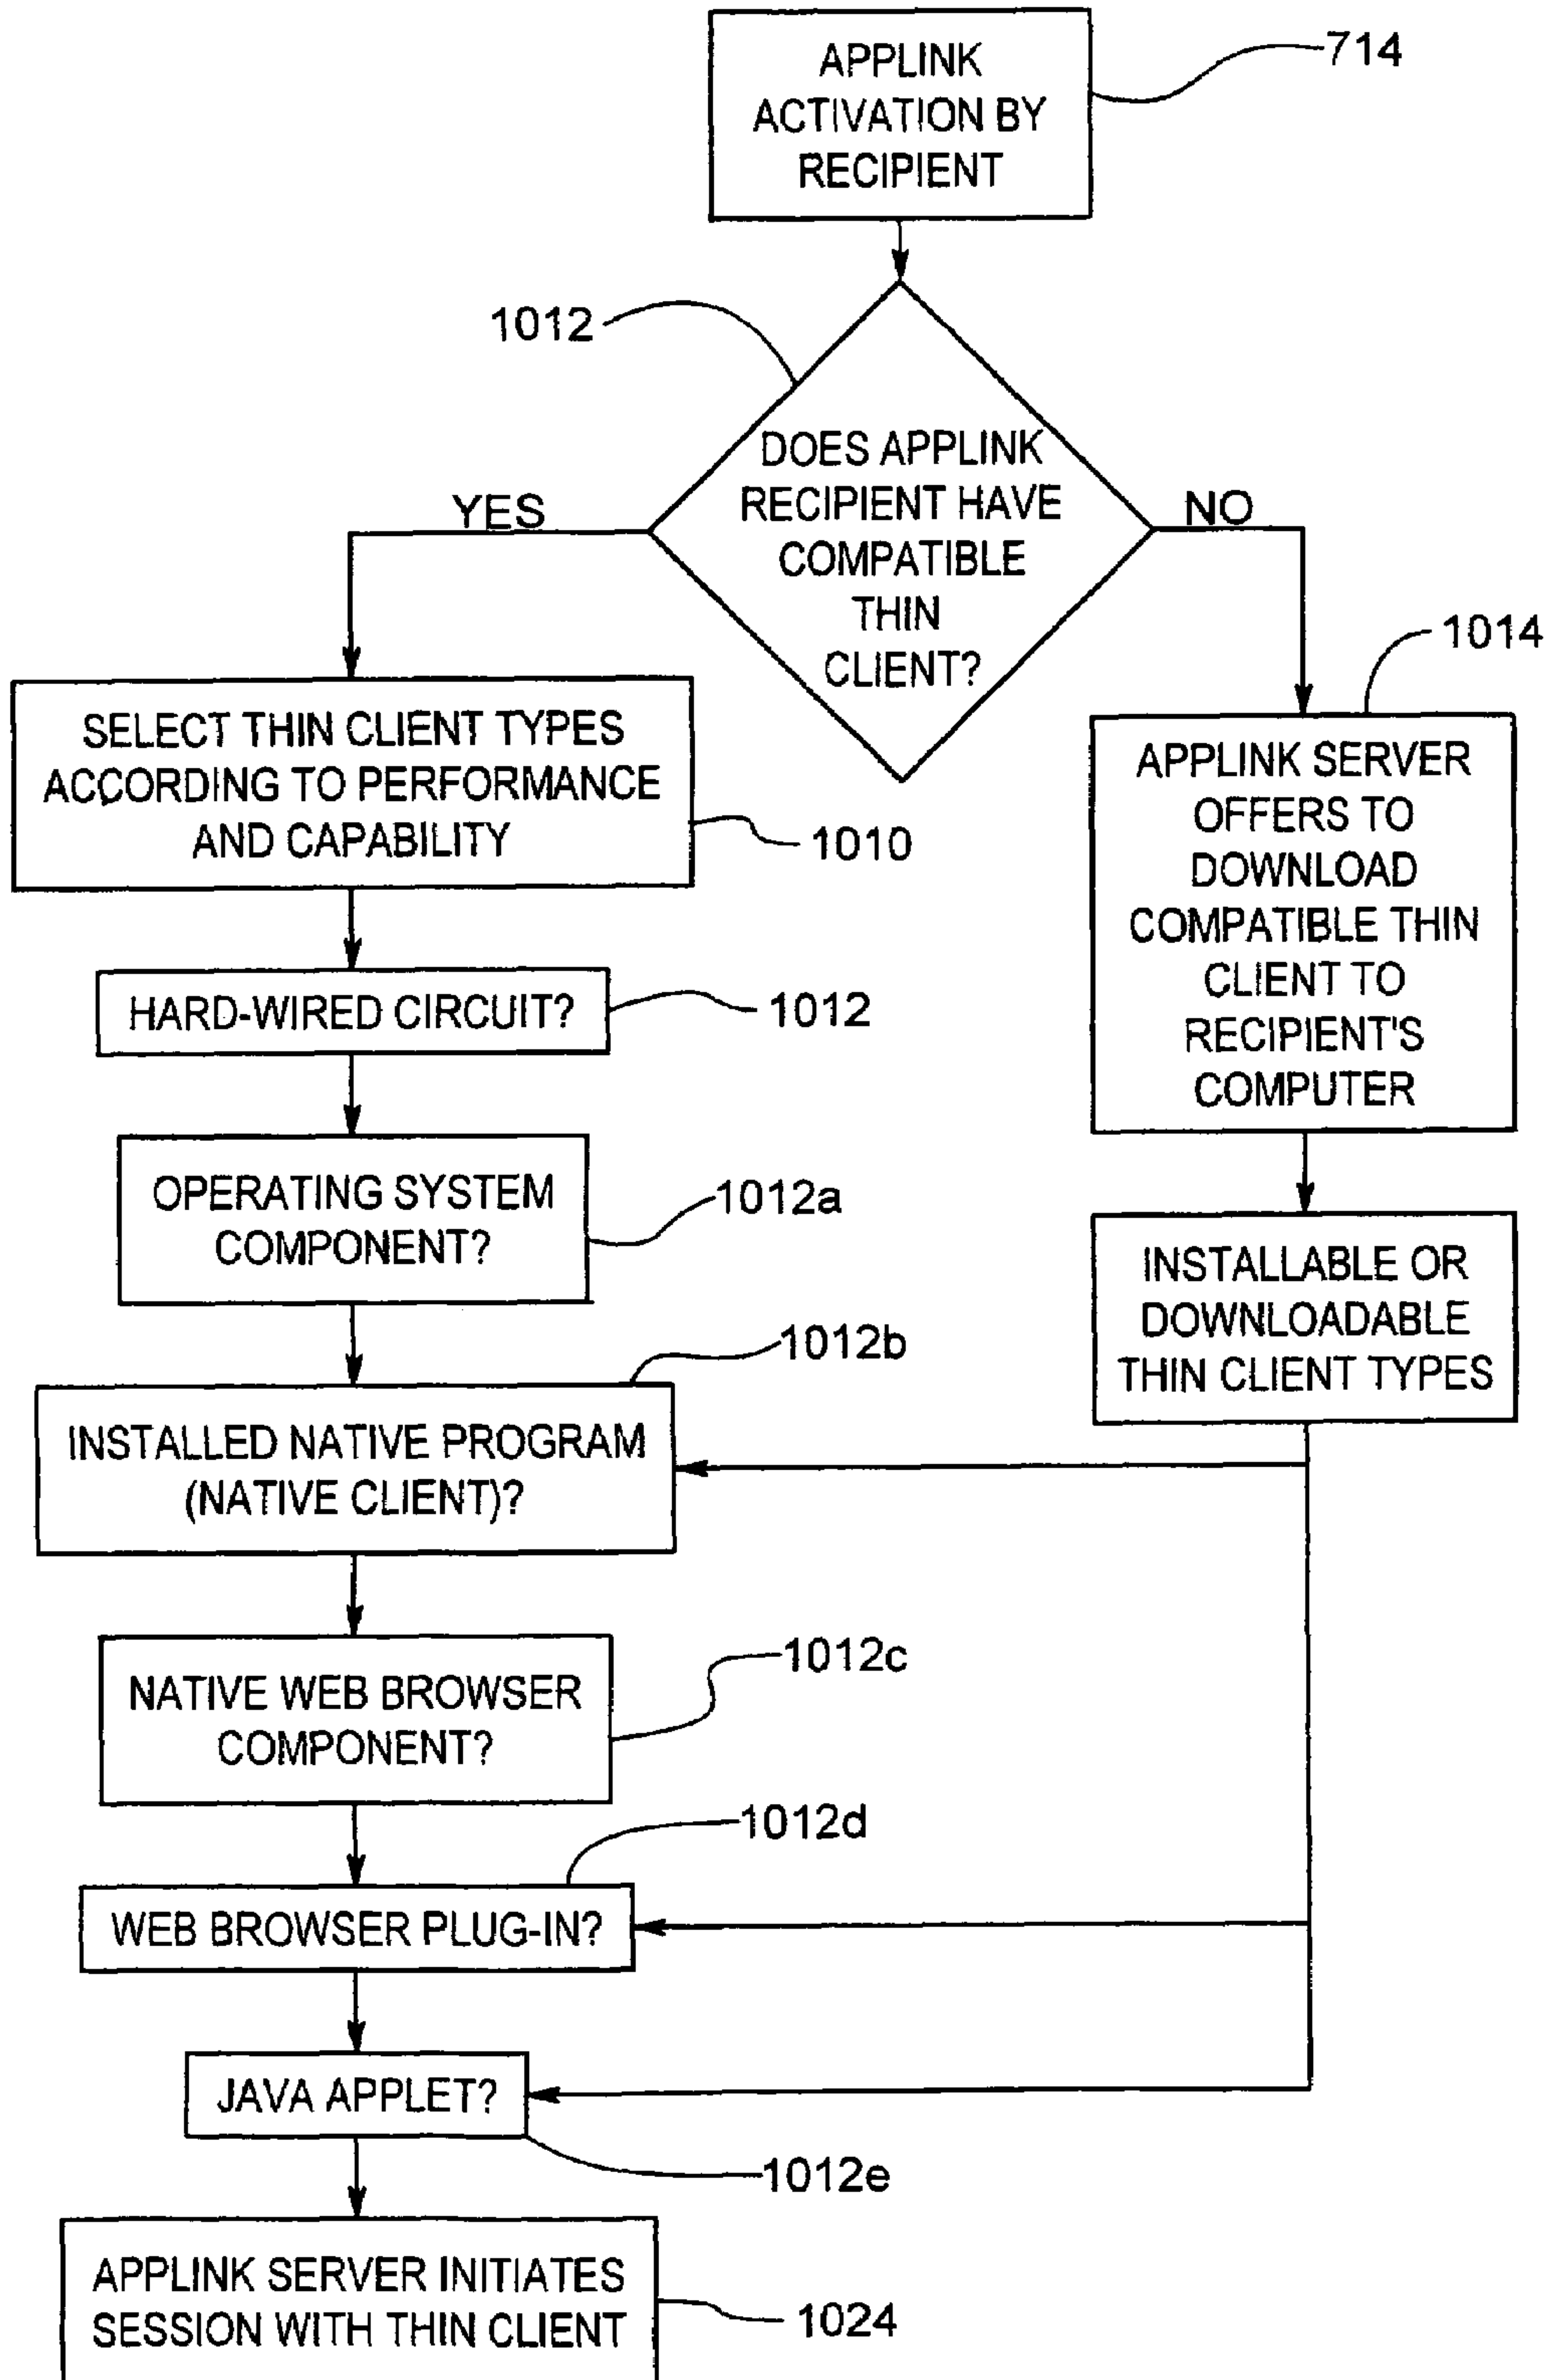 APPLINK
ACTIVATION BY
RECIPIENT
714
1012
DOES APPLINK
RECIPIENT HAVE
COMPATIBLE
THIN
CLIENT?
YES
NO
SELECT THIN CLIENT TYPES
ACCORDING TO PERFORMANCE
AND CAPABILITY
1010
1014
APPLINK SERVER
OFFERS TO
DOWNLOAD
COMPATIBLE THIN
CLIENT TO
RECIPIENT'S
COMPUTER
HARD-WIRED CIRCUIT?
1012
OPERATING SYSTEM
COMPONENT?
1012a
INSTALLABLE OR
DOWNLOADABLE
THIN CLIENT TYPES
1012b
INSTALLED NATIVE PROGRAM
(NATIVE CLIENT)?
1012c
NATIVE WEB BROWSER
COMPONENT?
1012d
WEB BROWSER PLUG-IN?
JAVA APPLET?
1012e
APPLINK SERVER INITIATES
SESSION WITH THIN CLIENT
1024